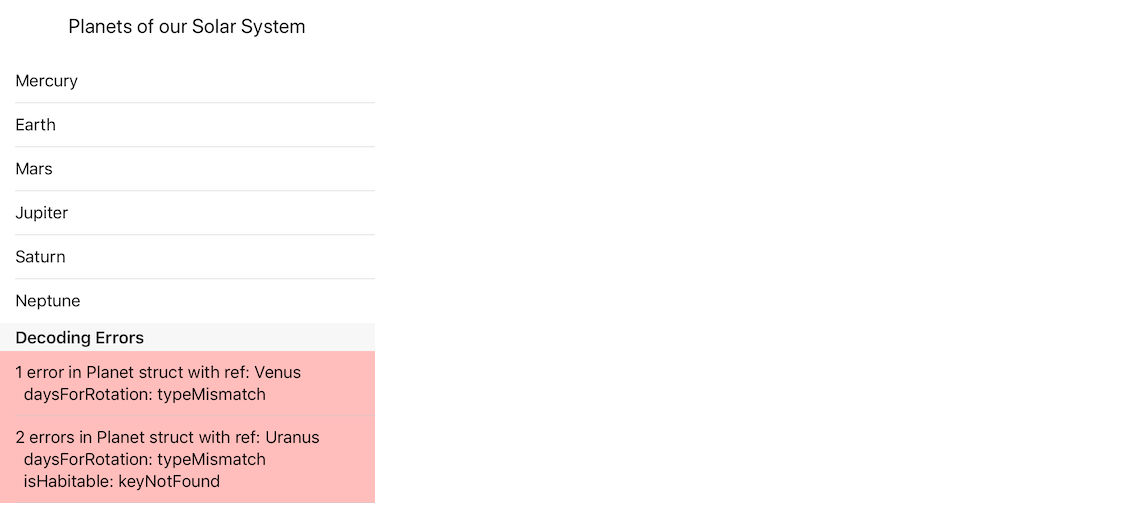 Planets of our Solar System
Mercury
Earth
Mars
Jupiter
Saturn
Neptune
Decoding Errors
1 error in Planet struct with ref: Venus
daysForRotation: typeMismatch
2 errors in Planet struct with ref: Uranus
daysForRotation: typeMismatch
isHabitable: keyNotFound